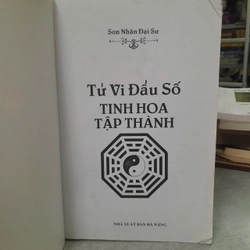 Sơn Nhân Đại Sư
Tử Vi Đẩu Số
TINH HOA
TẬP THÀNH
NHÀ XUẤT BẢN ĐÀ NẴNG